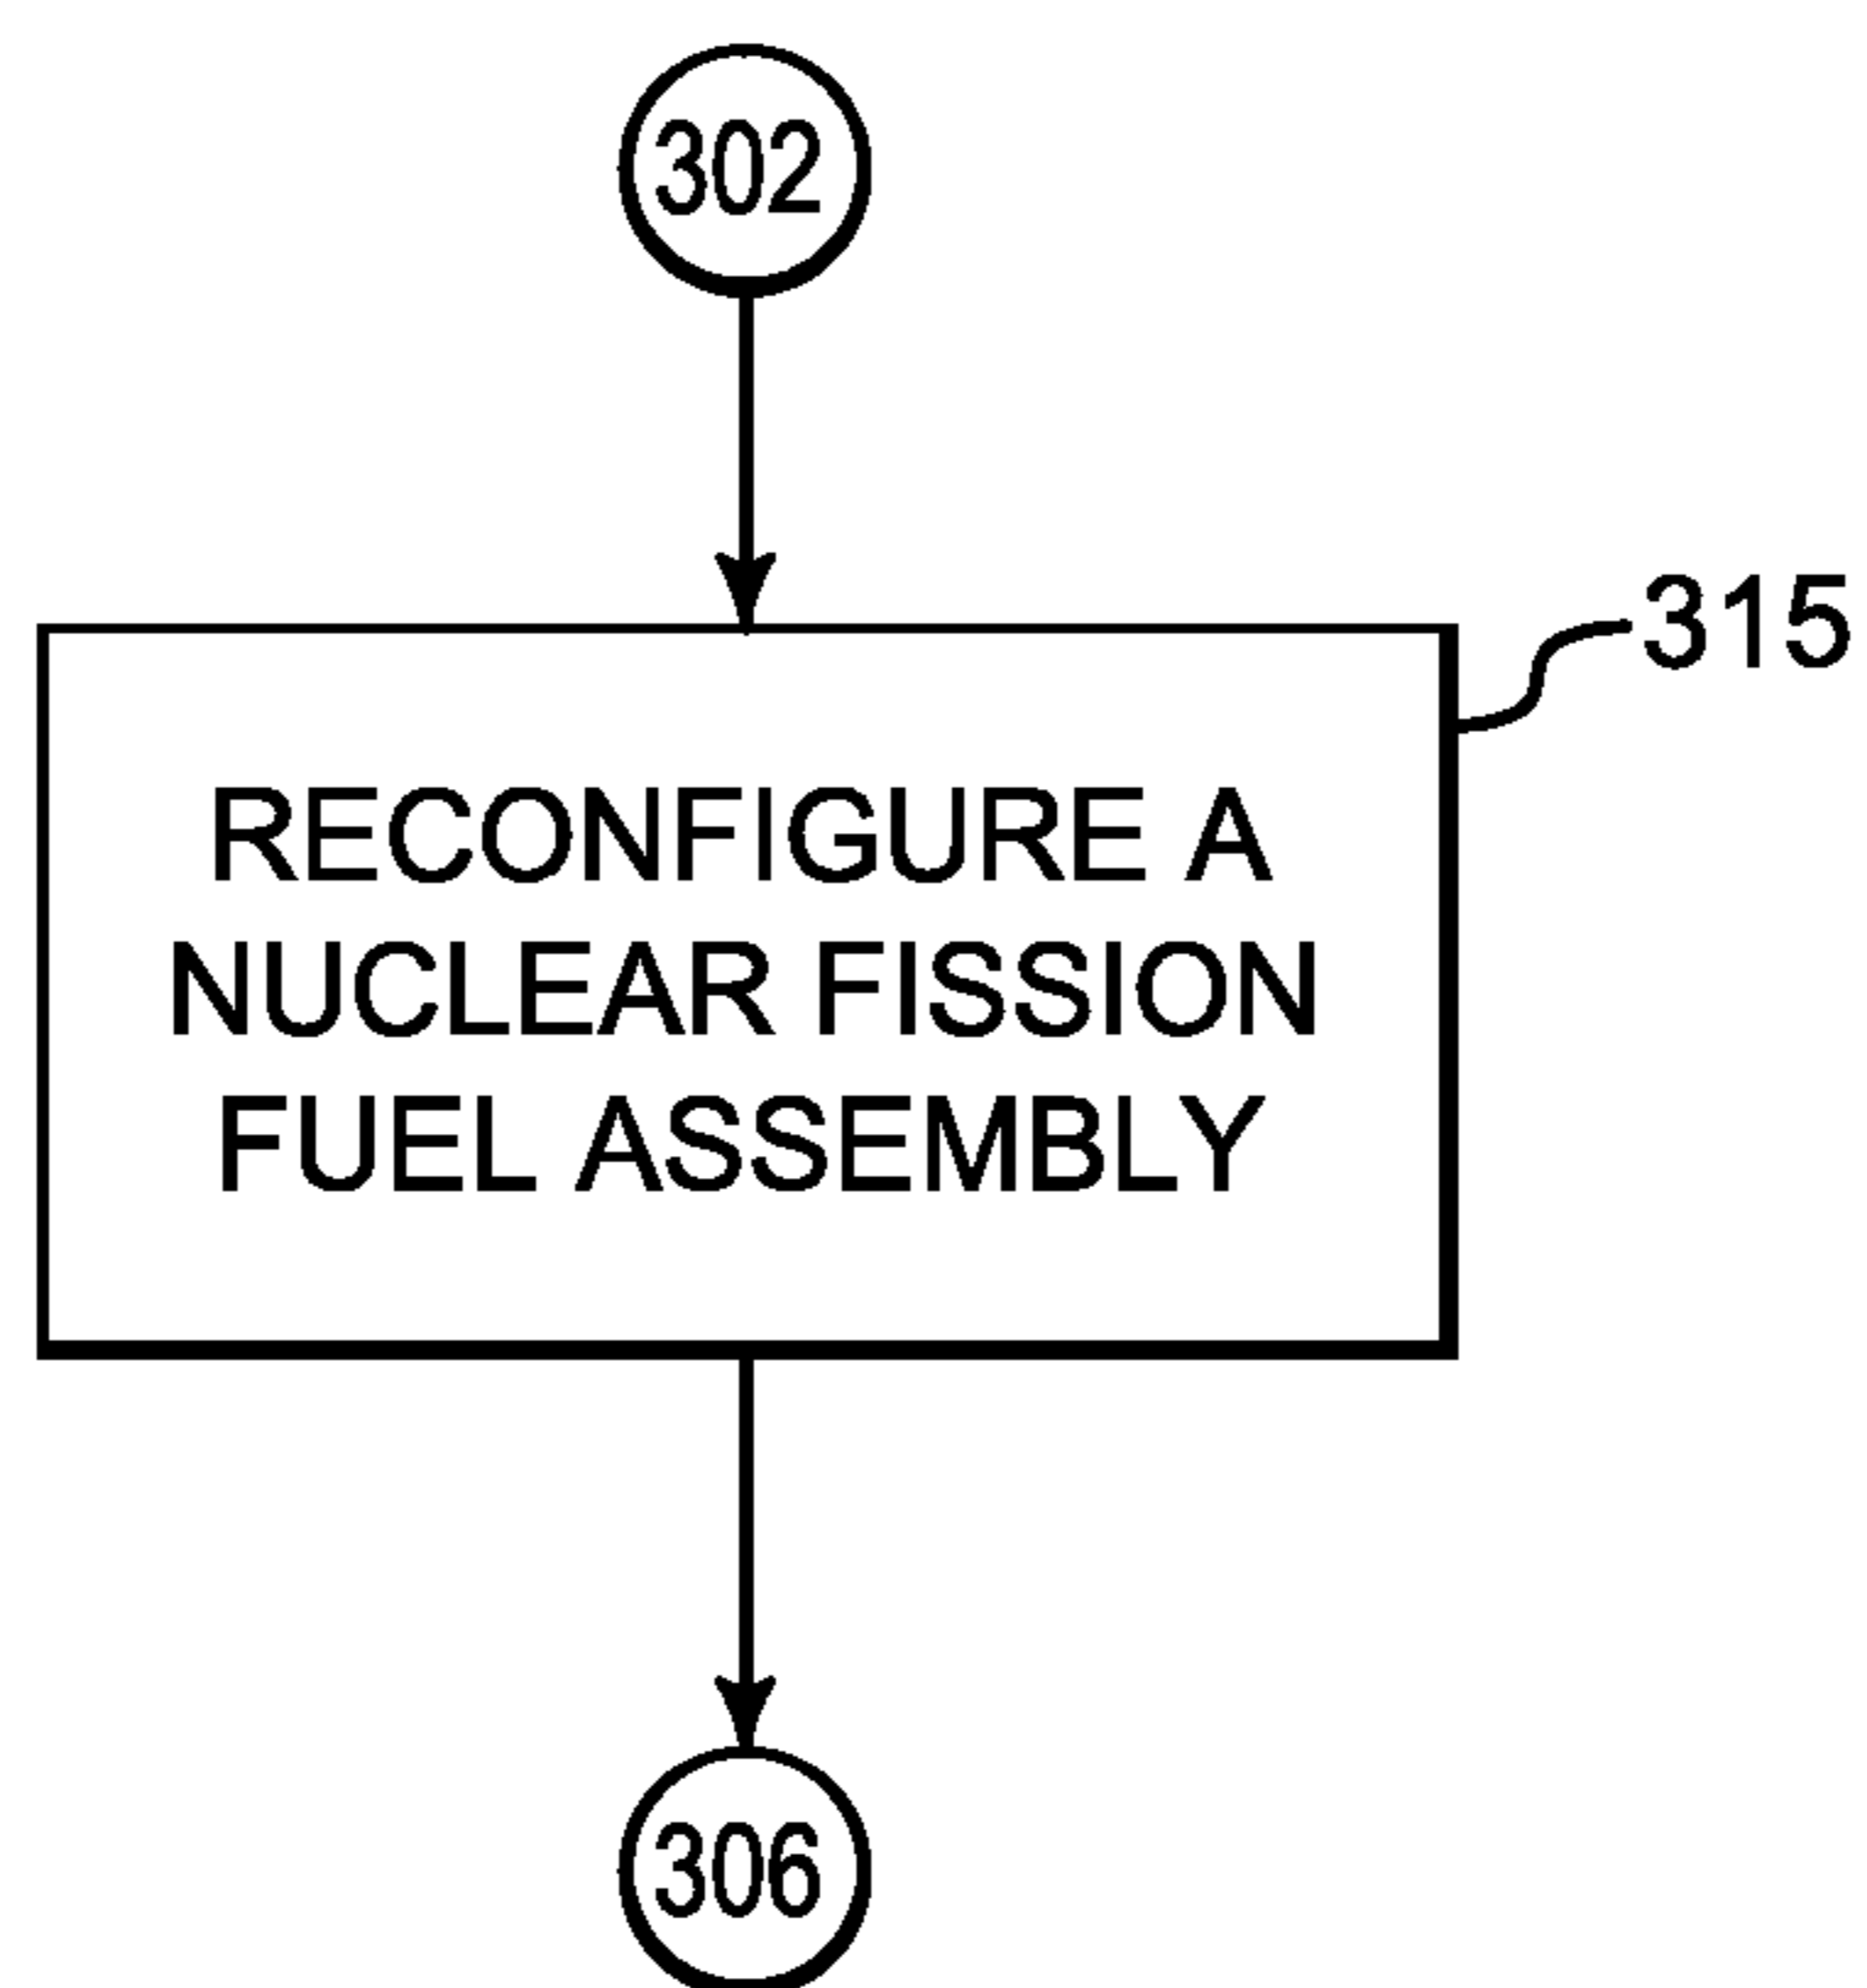 302
315
RECONFIGURE A
NUCLEAR FISSION
FUEL ASSEMBLY
306